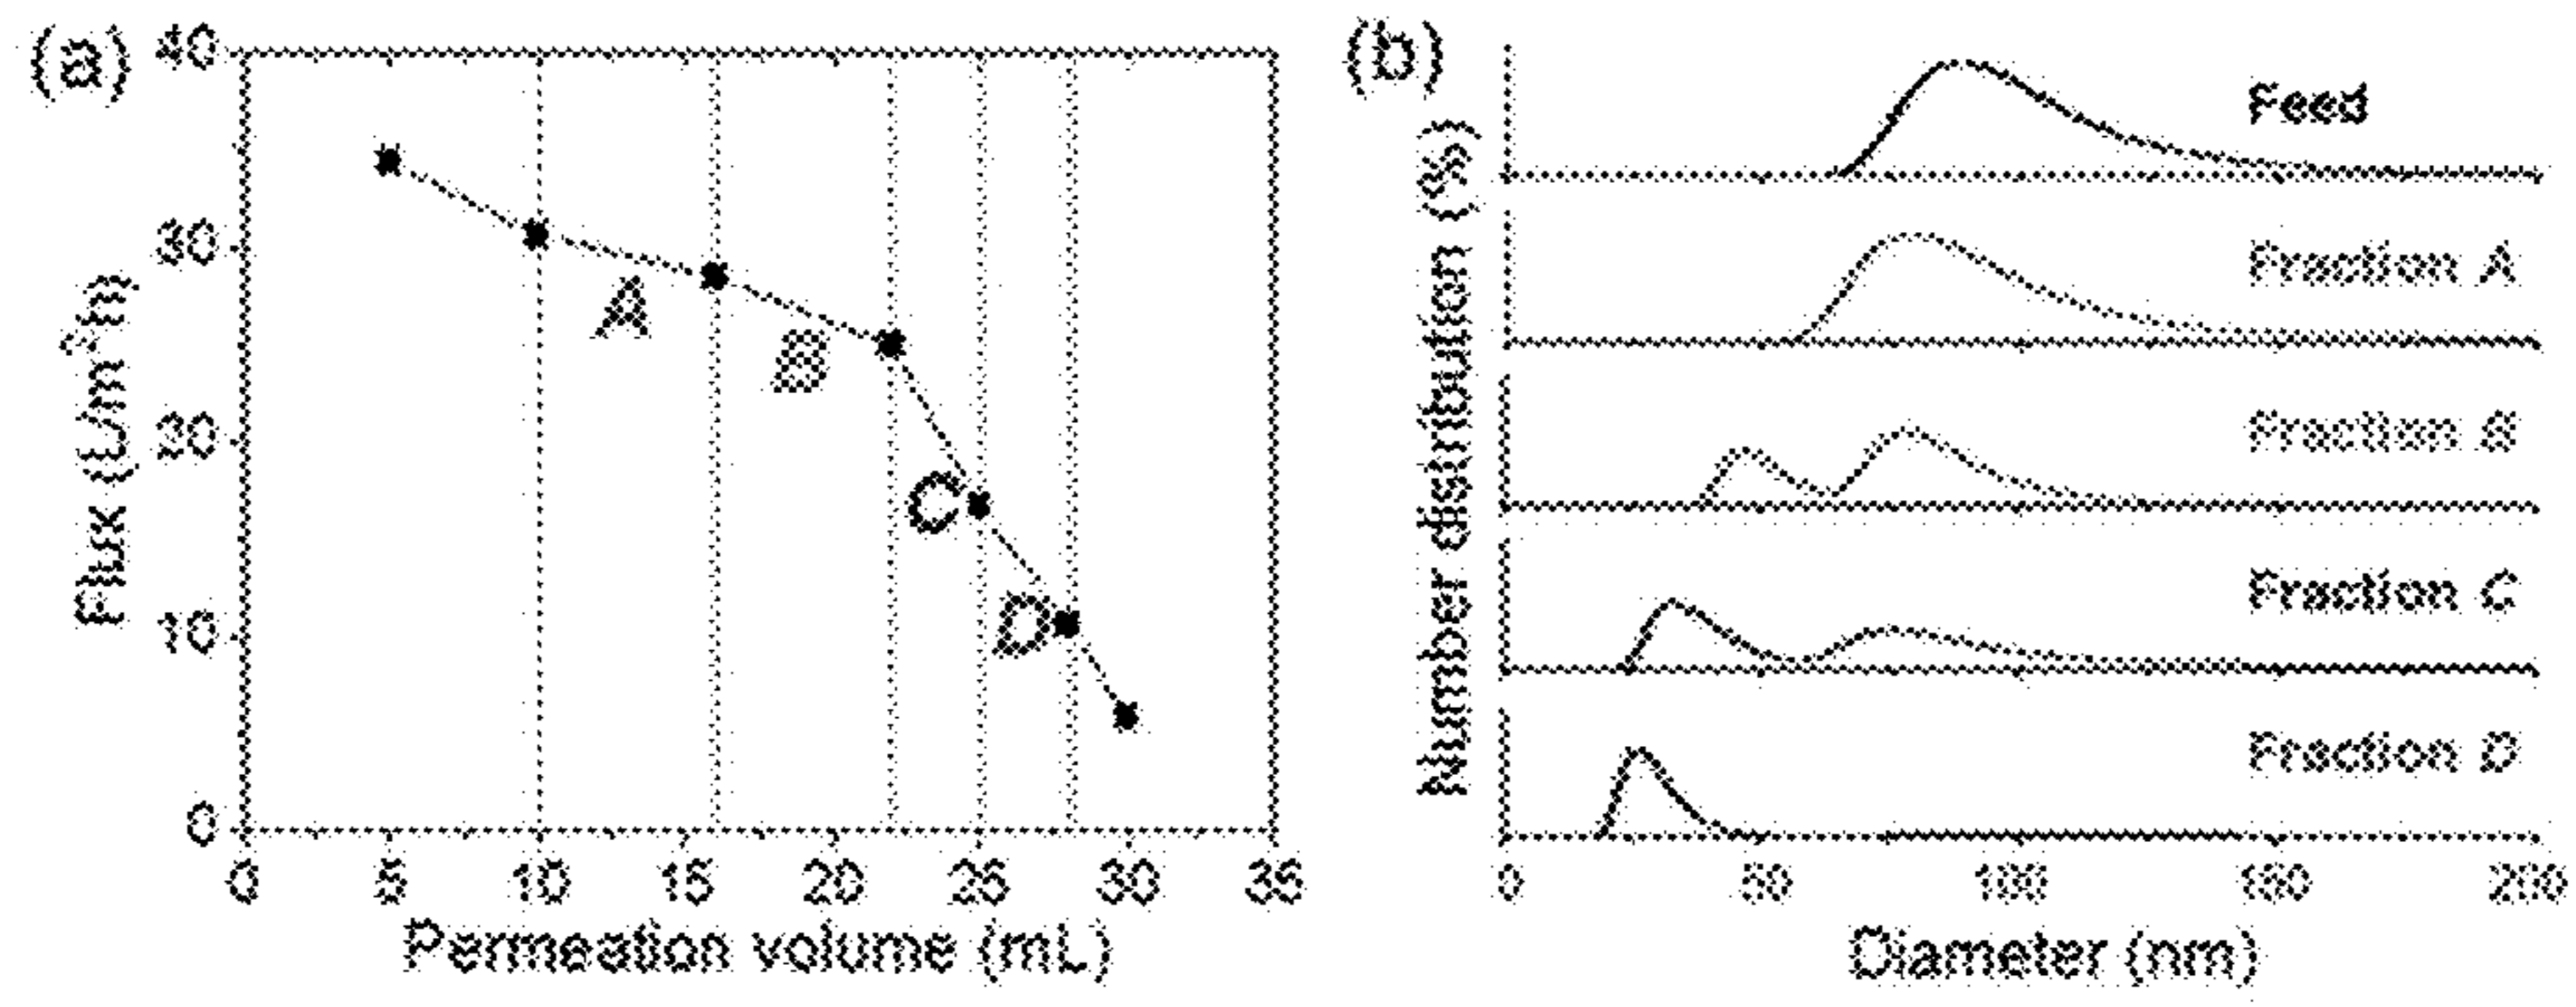 (a)
40
30
20
10
0
Flux (L/m²h)
A
B
C
D
0 5 10 15 20 25 30 35
Permeation volume (mL)
(b)
Number distribution (%)
Feed
Fraction A
Fraction B
Fraction C
Fraction D
0 50 100 150 200
Diameter (nm)